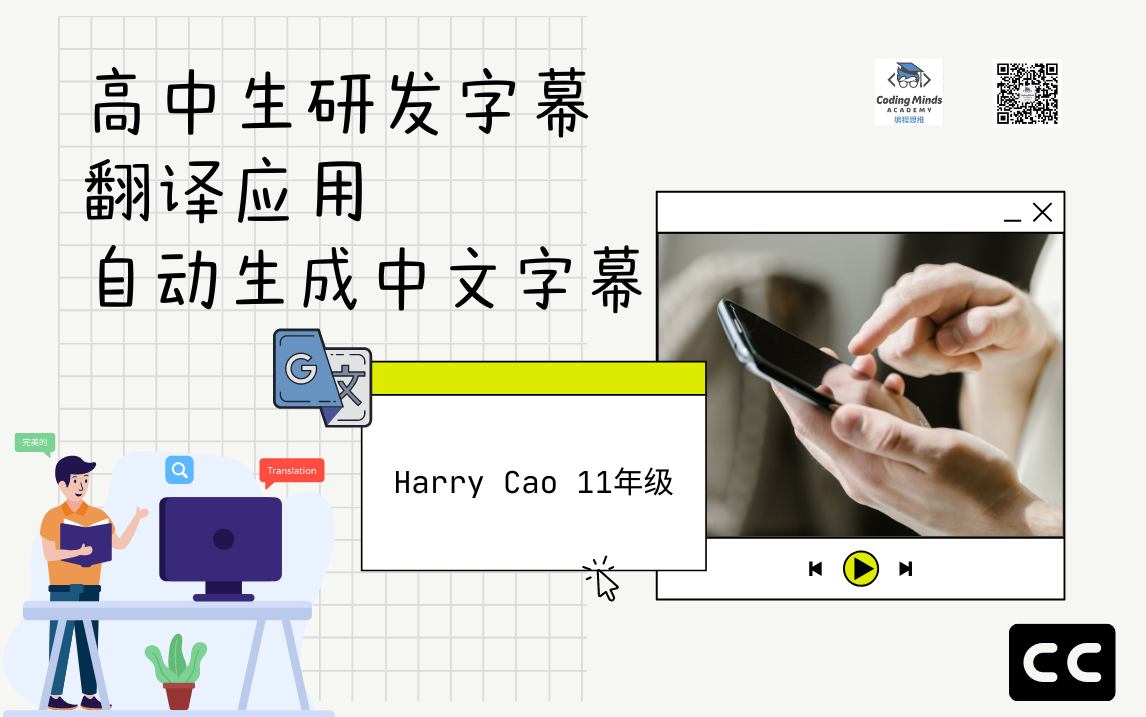 高中生研发字幕
翻译应用
自动生成中文字幕
Coding Minds
ACADEMY
编程思维
G
文
Harry Cao 11年级
完美的
Translation
CC